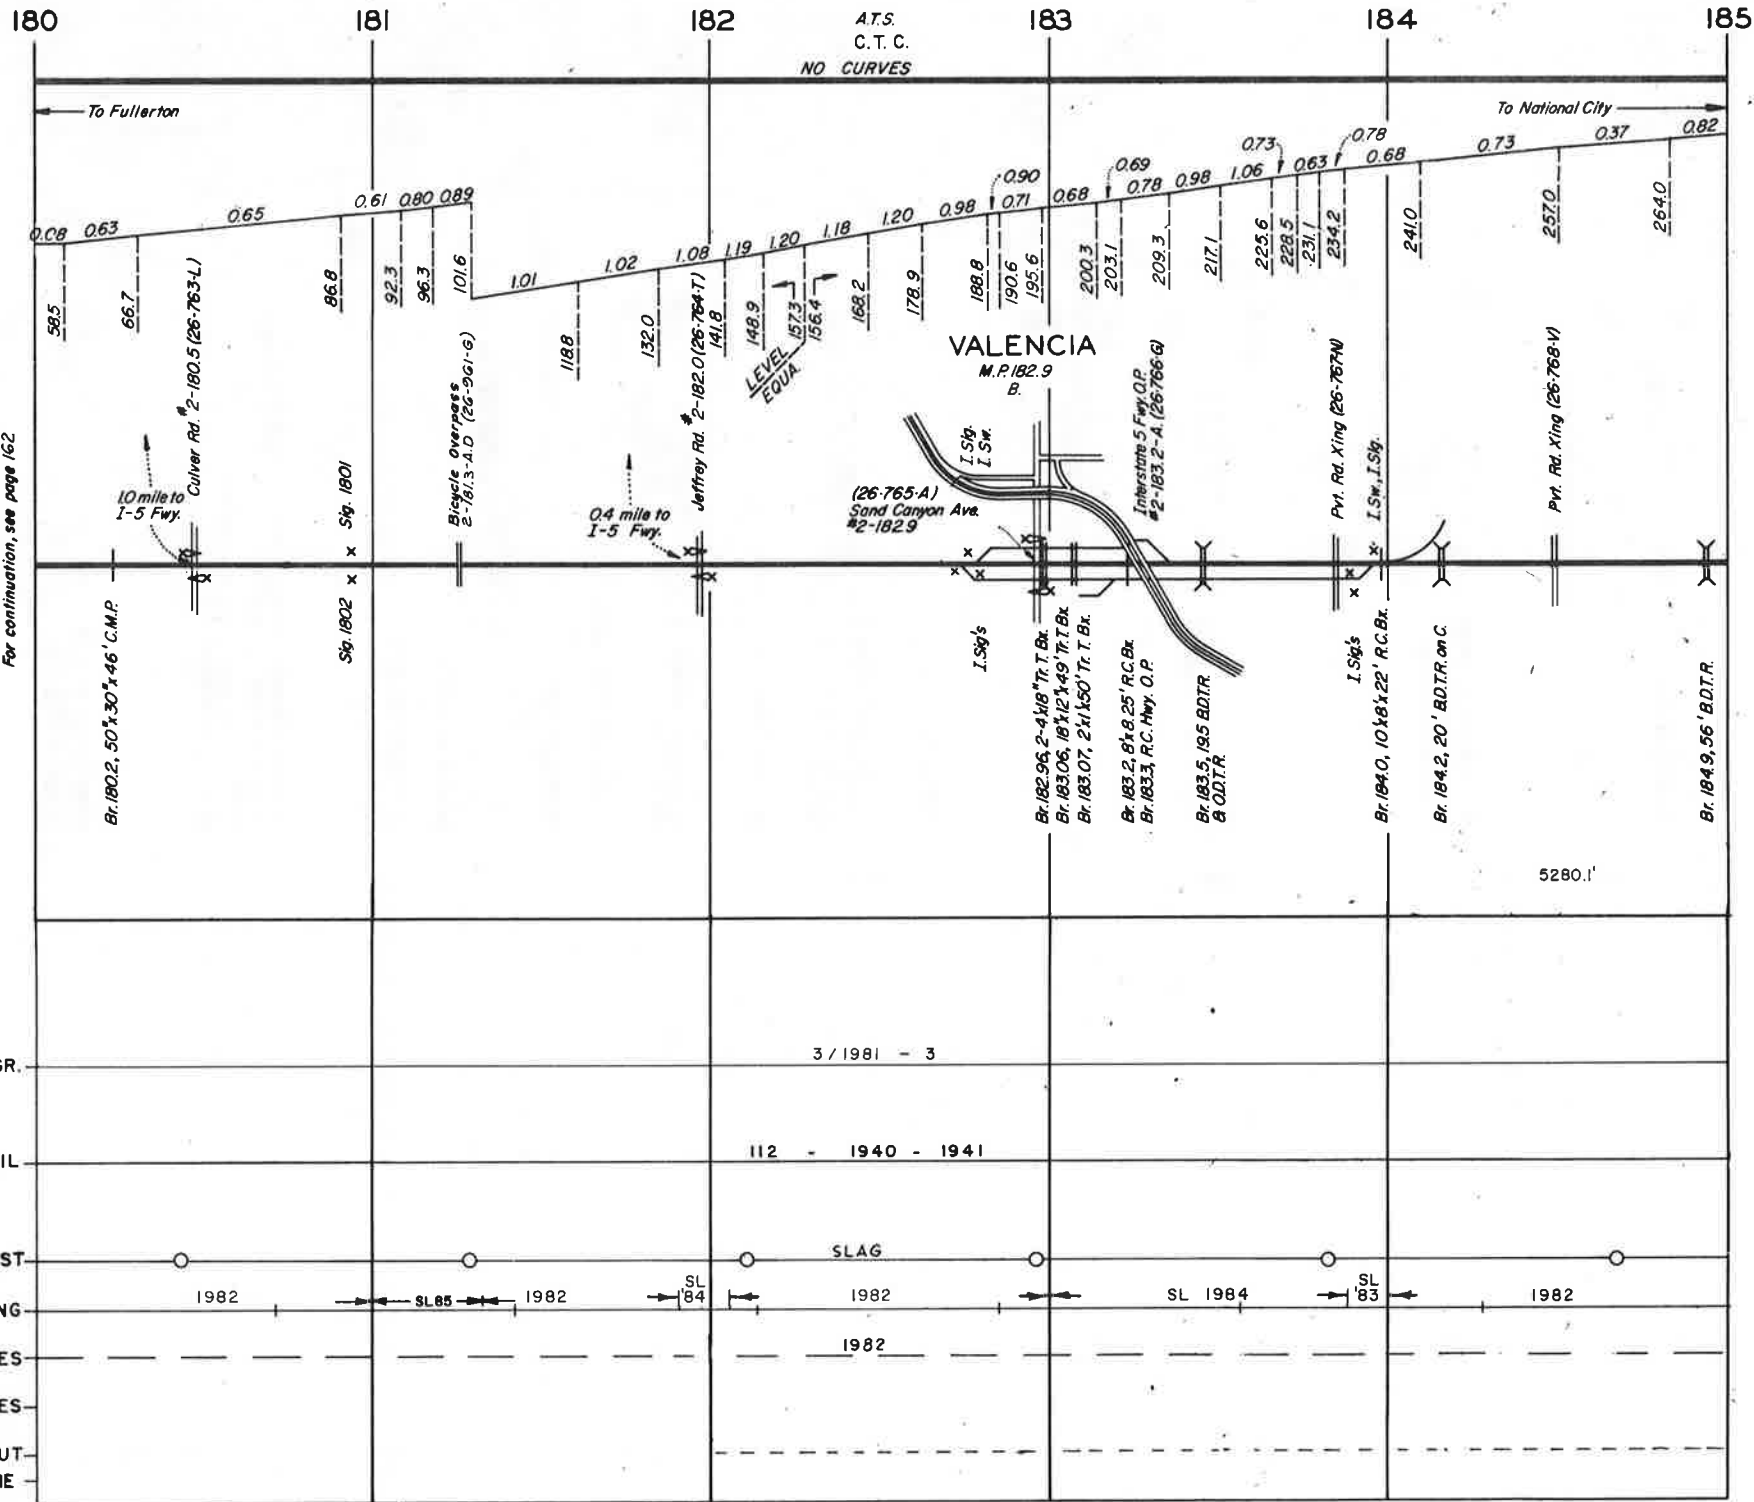 180 181 182 183 184 185
A.T.S.
C.T.C.
NO CURVES
To Fullerton
To National City
0.08 0.63 0.65 0.61 0.80 0.89
1.01 1.02 1.08 1.19 1.20 1.18 1.20 0.98 0.90 0.71 0.68 0.69 0.78 0.98 1.06 0.73 0.63 0.78 0.68 0.73 0.37 0.82
58.5
66.7
86.8
92.3
96.3
101.6
118.8
132.0
141.8
148.9
157.3
156.4
168.2
178.9
188.8
190.6
195.6
200.3
203.1
209.3
217.1
225.6
228.5
231.1
234.2
241.0
257.0
264.0
LEVEL
EQUA.
VALENCIA
M.P. 182.9
B.
For continuation, see page 162
1.0 mile to
I-5 Fwy.
Culver Rd. # 2-180.5 (26-763-L)
Sig. 1801
Sig. 1802
Bicycle Overpass
2-181.3-A.D (26-961-G)
0.4 mile to
I-5 Fwy.
Jeffrey Rd. # 2-182.0 (26-764-T)
(26-765-A)
Sand Canyon Ave.
#2-182.9
I. Sig.
I. Sw.
Interstate 5 Fwy. O.P.
#2-183.2-A. (26-766-G)
Pvt. Rd. Xing (26-767-N)
I. Sw., I. Sig.
Pvt. Rd. Xing (26-768-V)
I. Sig's
I. Sig's
Br. 180.2, 50"x30"x46' C.M.P.
Br. 182.96, 2-4'x18" Tr. T. Bx.
Br. 183.06, 18"x12"x49' Tr. T. Bx.
Br. 183.07, 2'x1'x50' Tr. T. Bx.
Br. 183.2, 8'x8.25' R.C. Bx.
Br. 183.3, R.C. Hwy. O.P.
Br. 183.5, 19.5 B.D.T.R.
& O.D.T.R.
Br. 184.0, 10'x8'x22' R.C. Bx.
Br. 184.2, 20' B.D.T.R. on C.
Br. 184.9, 56' B.D.T.R.
5280.1'
GR.
3/1981 - 3
IL
112 - 1940 - 1941
ST
SLAG
NG
1982 SL 85 1982 SL '84 1982 SL 1984 SL '83 1982
ES
1982
ES
UT
IE